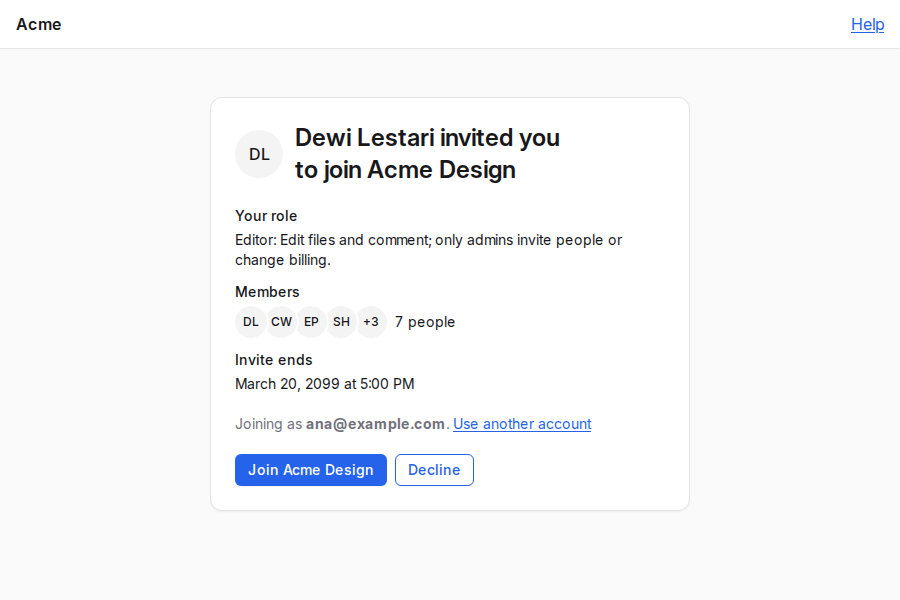 Acme
Help
DL
Dewi Lestari invited you
to join Acme Design
Your role
Editor: Edit files and comment; only admins invite people or
change billing.
Members
DL CW EP SH +3 7 people
Invite ends
March 20, 2099 at 5:00 PM
Joining as ana@example.com. Use another account
Join Acme Design
Decline